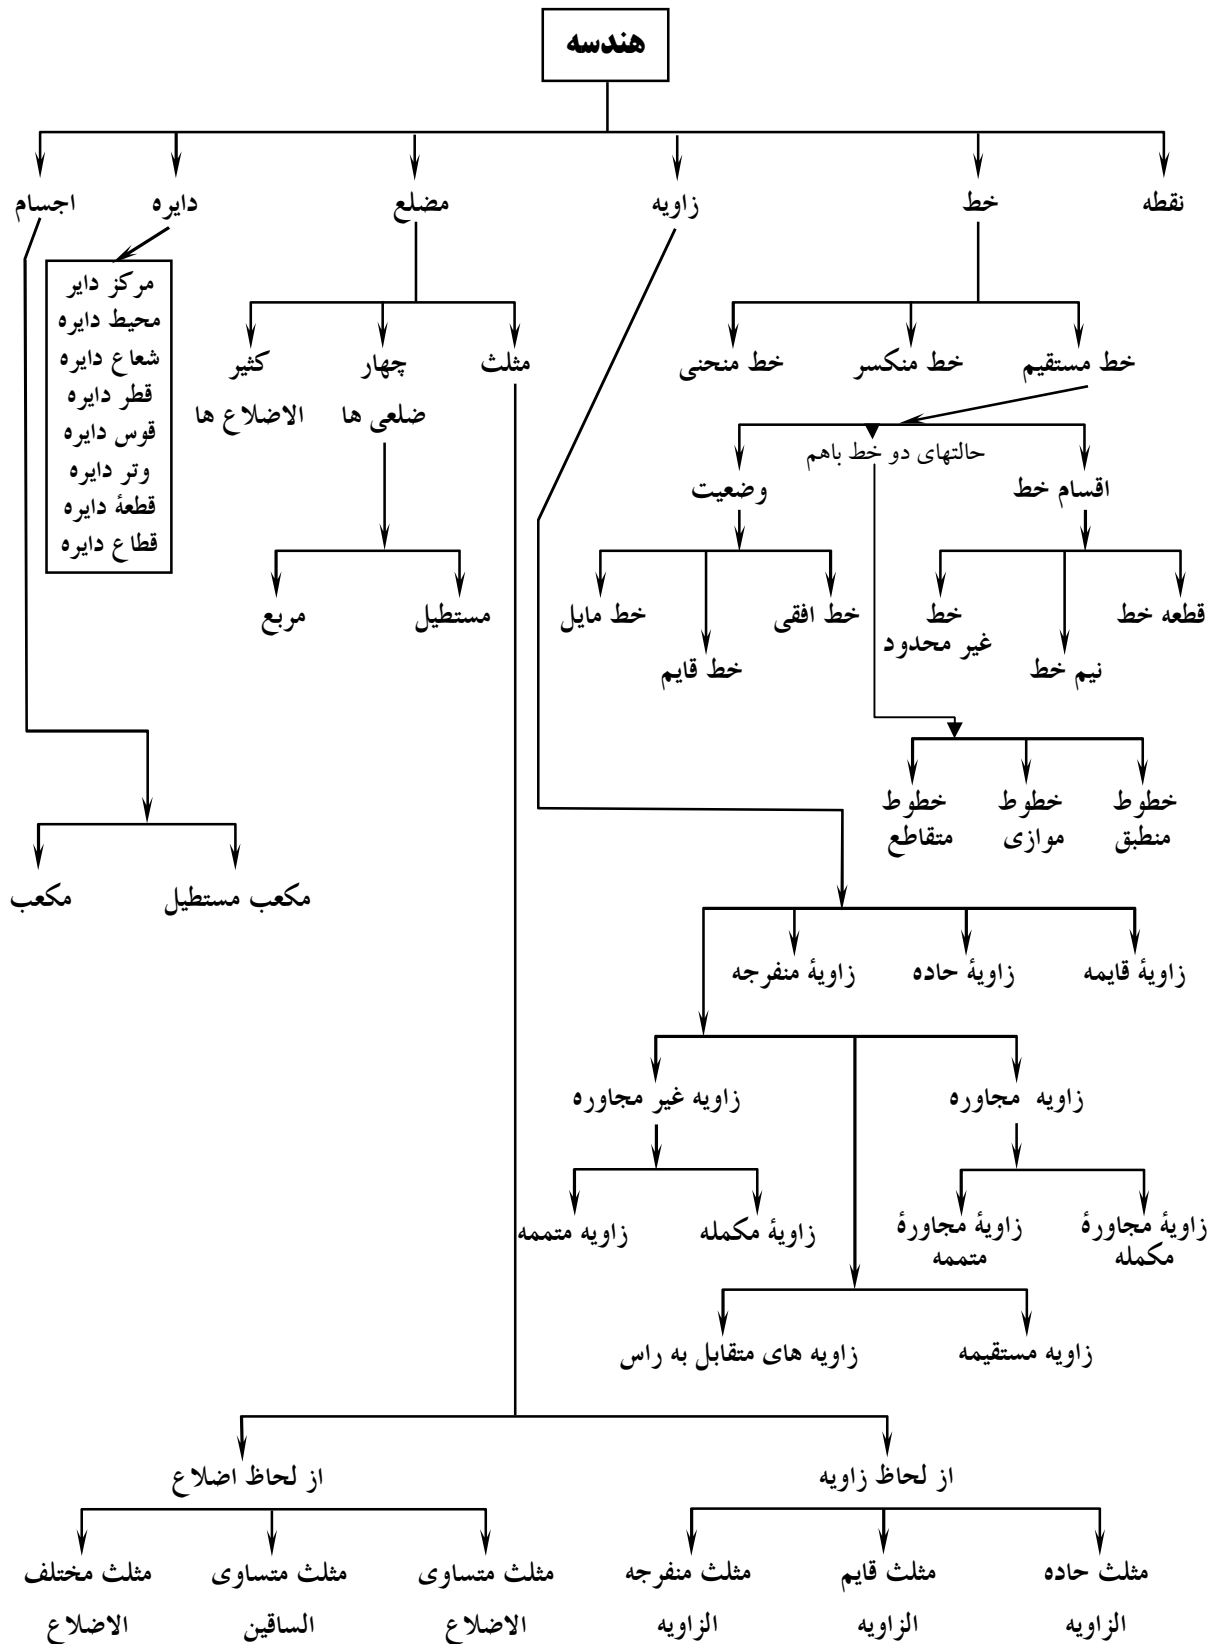 هندسه
نقطه
خط
زاویه
مضلع
دایره
اجسام
مرکز دایر
محیط دایره
شعاع دایره
قطر دایره
قوس دایره
وتر دایره
قطعهٔ دایره
قطاع دایره
خط مستقیم
خط منکسر
خط منحنی
مثلث
چهار
ضلعی ها
کثیر
الاضلاع ها
حالتهای دو خط باهم
اقسام خط
وضعیت
قطعه خط
نیم خط
خط
غیر محدود
خط افقی
خط قایم
خط مایل
مستطیل
مربع
خطوط
منطبق
خطوط
موازی
خطوط
متقاطع
مکعب مستطیل
مکعب
زاویهٔ قایمه
زاویهٔ حاده
زاویهٔ منفرجه
زاویه مجاوره
زاویه غیر مجاوره
زاویهٔ مجاورهٔ
مکمله
زاویهٔ مجاورهٔ
متممه
زاویهٔ مکمله
زاویه متممه
زاویه مستقیمه
زاویه های متقابل به راس
از لحاظ زاویه
از لحاظ اضلاع
مثلث حاده
الزاویه
مثلث قایم
الزاویه
مثلث منفرجه
الزاویه
مثلث متساوی
الاضلاع
مثلث متساوی
الساقین
مثلث مختلف
الاضلاع